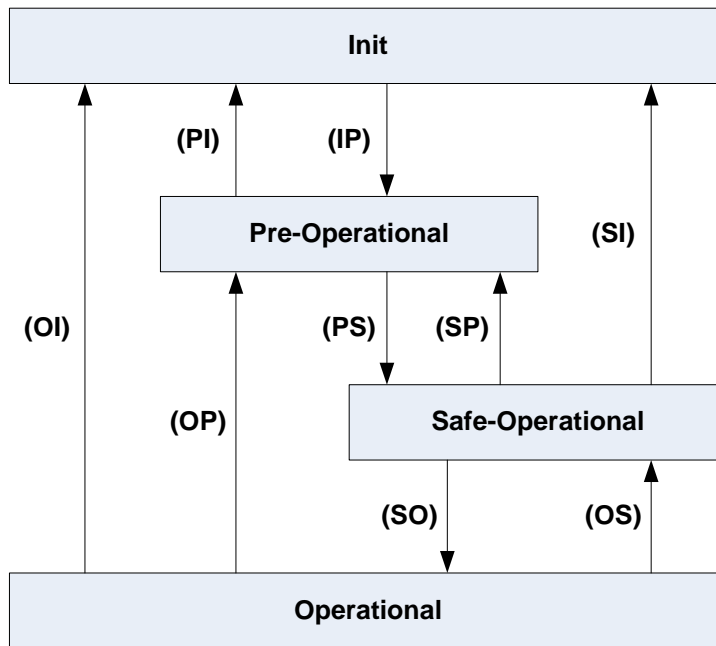 Init
(PI)
(IP)
Pre-Operational
(SI)
(OI)
(PS)
(SP)
(OP)
Safe-Operational
(SO)
(OS)
Operational